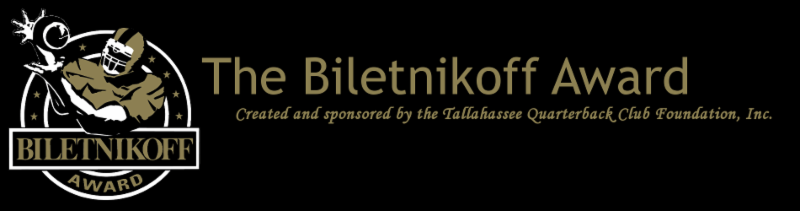 BILETNIKOFF
AWARD
The Biletnikoff Award
Created and sponsored by the Tallahassee Quarterback Club Foundation, Inc.